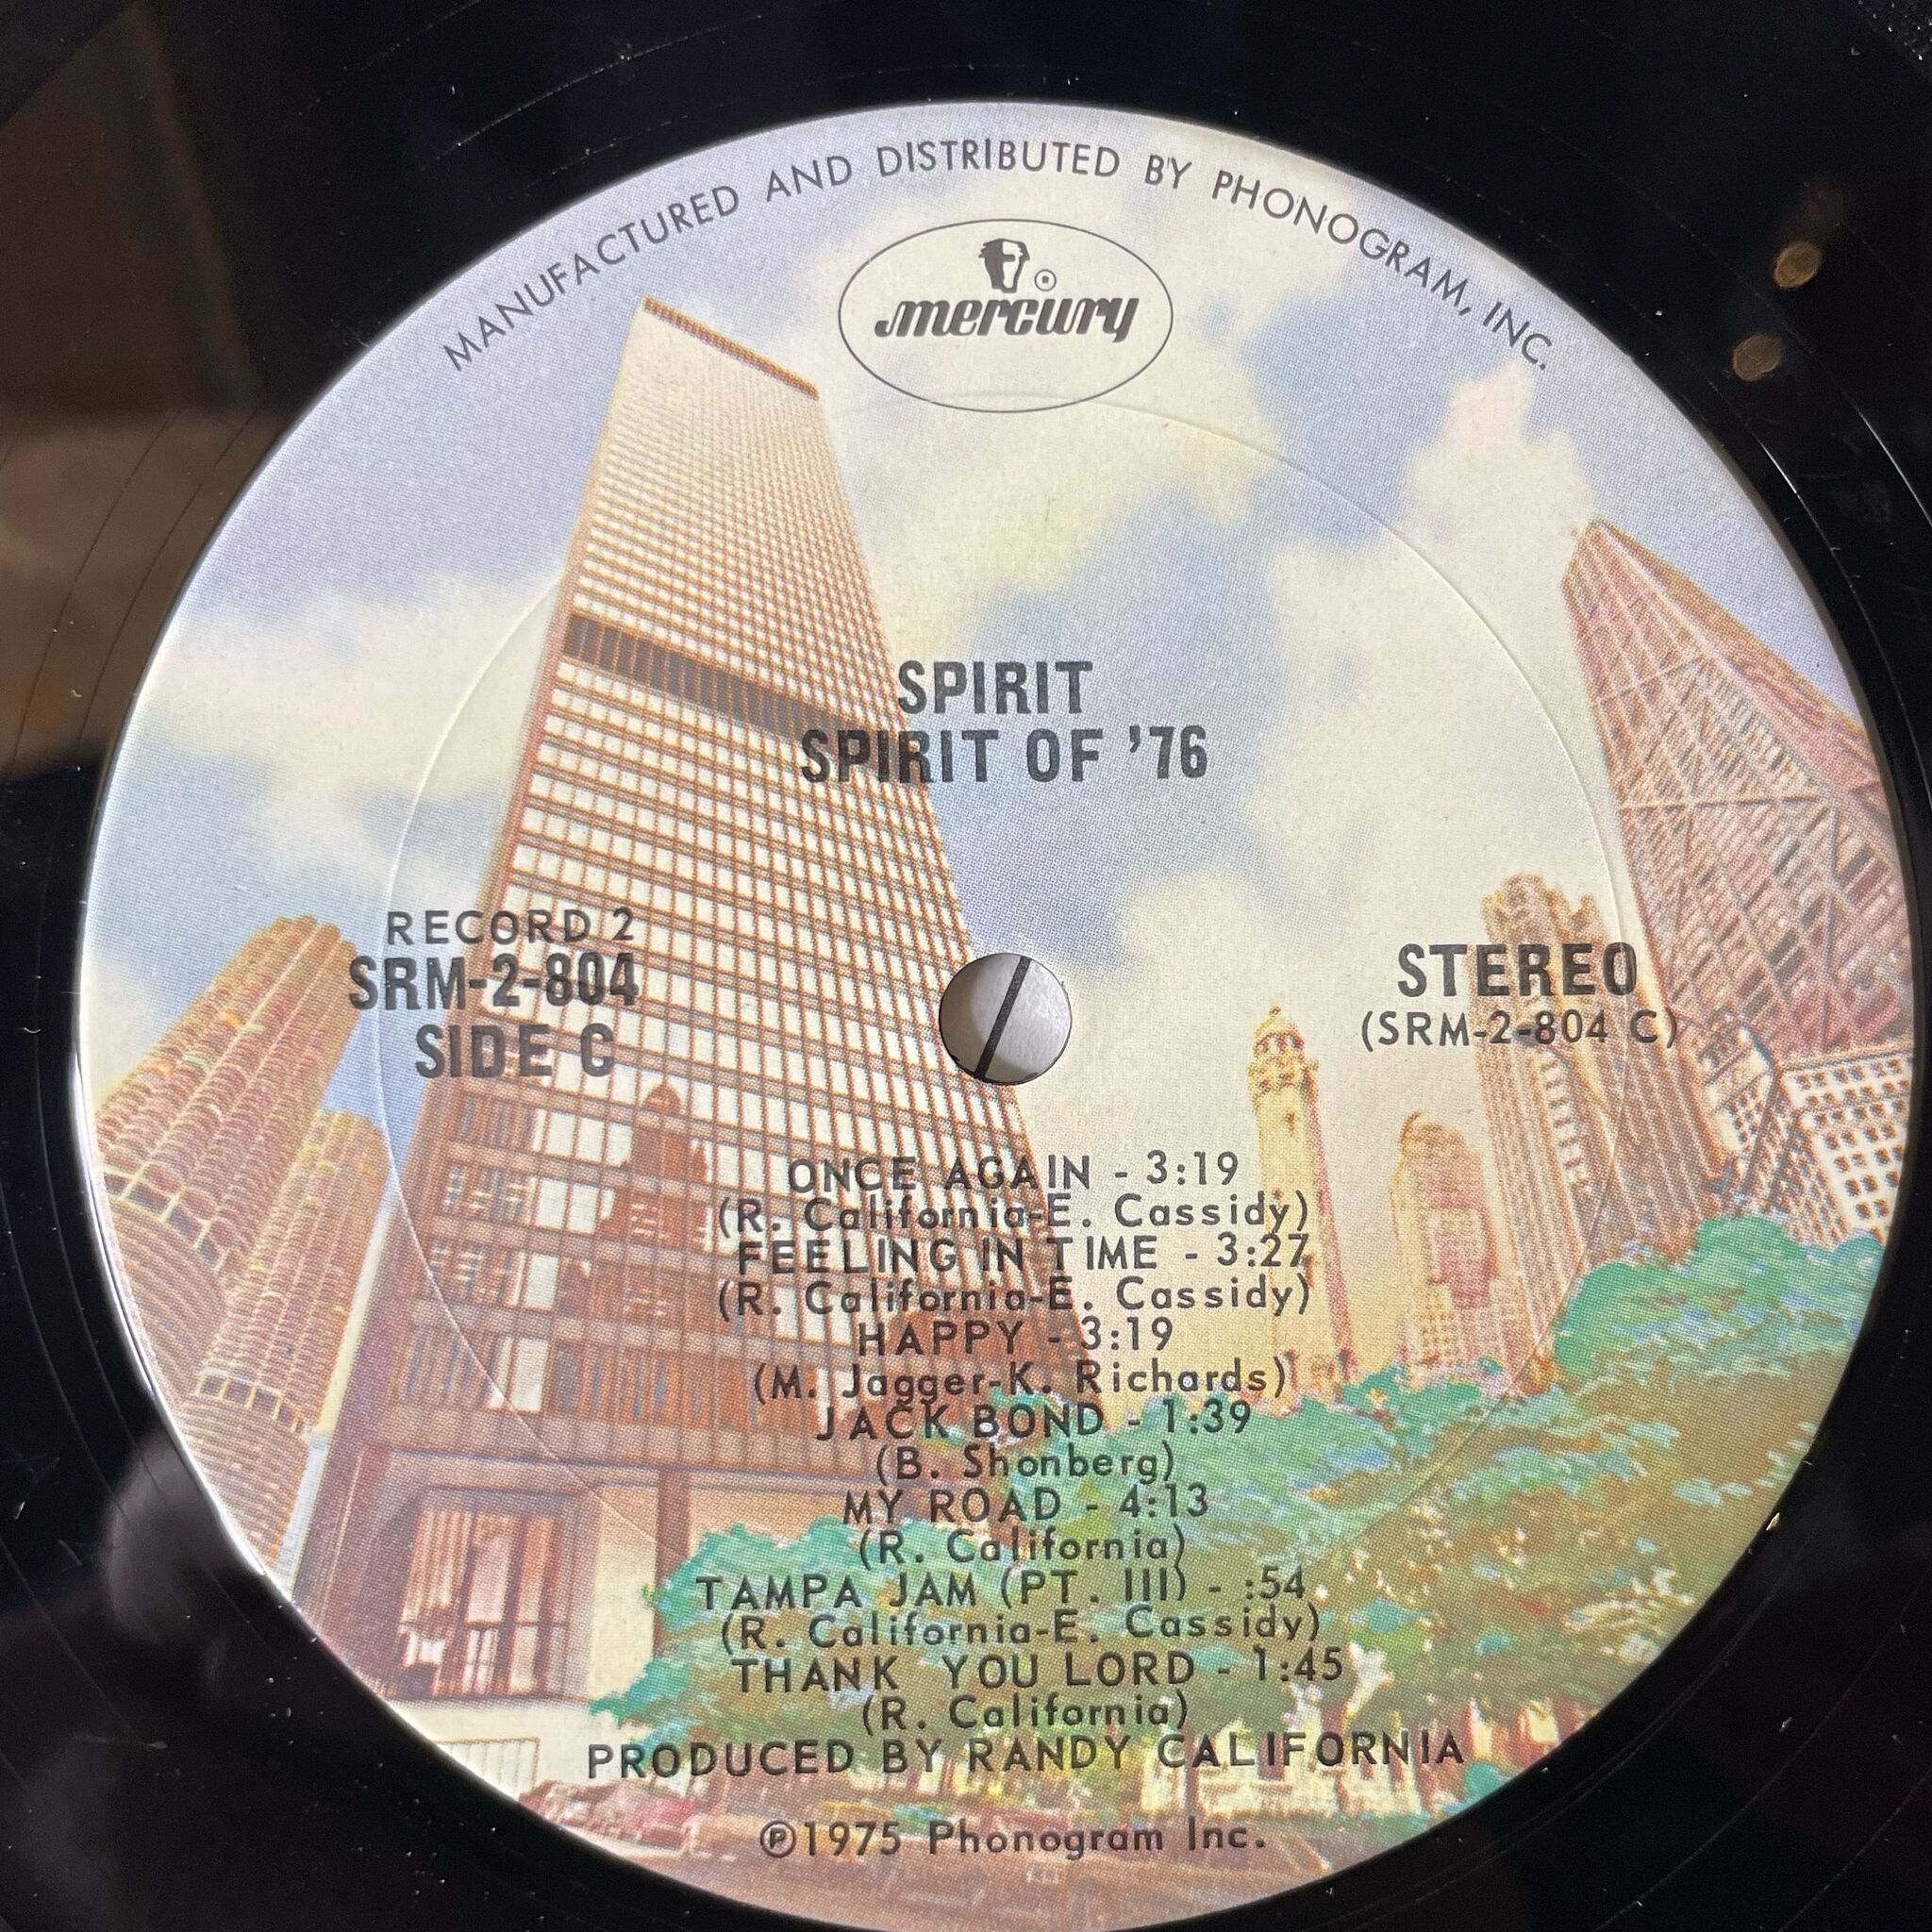 MANUFACTURED AND DISTRIBUTED BY PHONOGRAM, INC.
®
mercury
SPIRIT
SPIRIT OF '76
RECORD 2
SRM-2-804
SIDE C
STEREO
(SRM-2-804 C)
ONCE AGAIN - 3:19
(R. California-E. Cassidy)
FEELING IN TIME - 3:27
(R. California-E. Cassidy)
HAPPY - 3:19
(M. Jagger-K. Richards)
JACK BOND - 1:39
(B. Shonberg)
MY ROAD - 4:13
(R. California)
TAMPA JAM (PT. III) - :54
(R. California-E. Cassidy)
THANK YOU LORD - 1:45
(R. California)
PRODUCED BY RANDY CALIFORNIA
℗1975 Phonogram Inc.